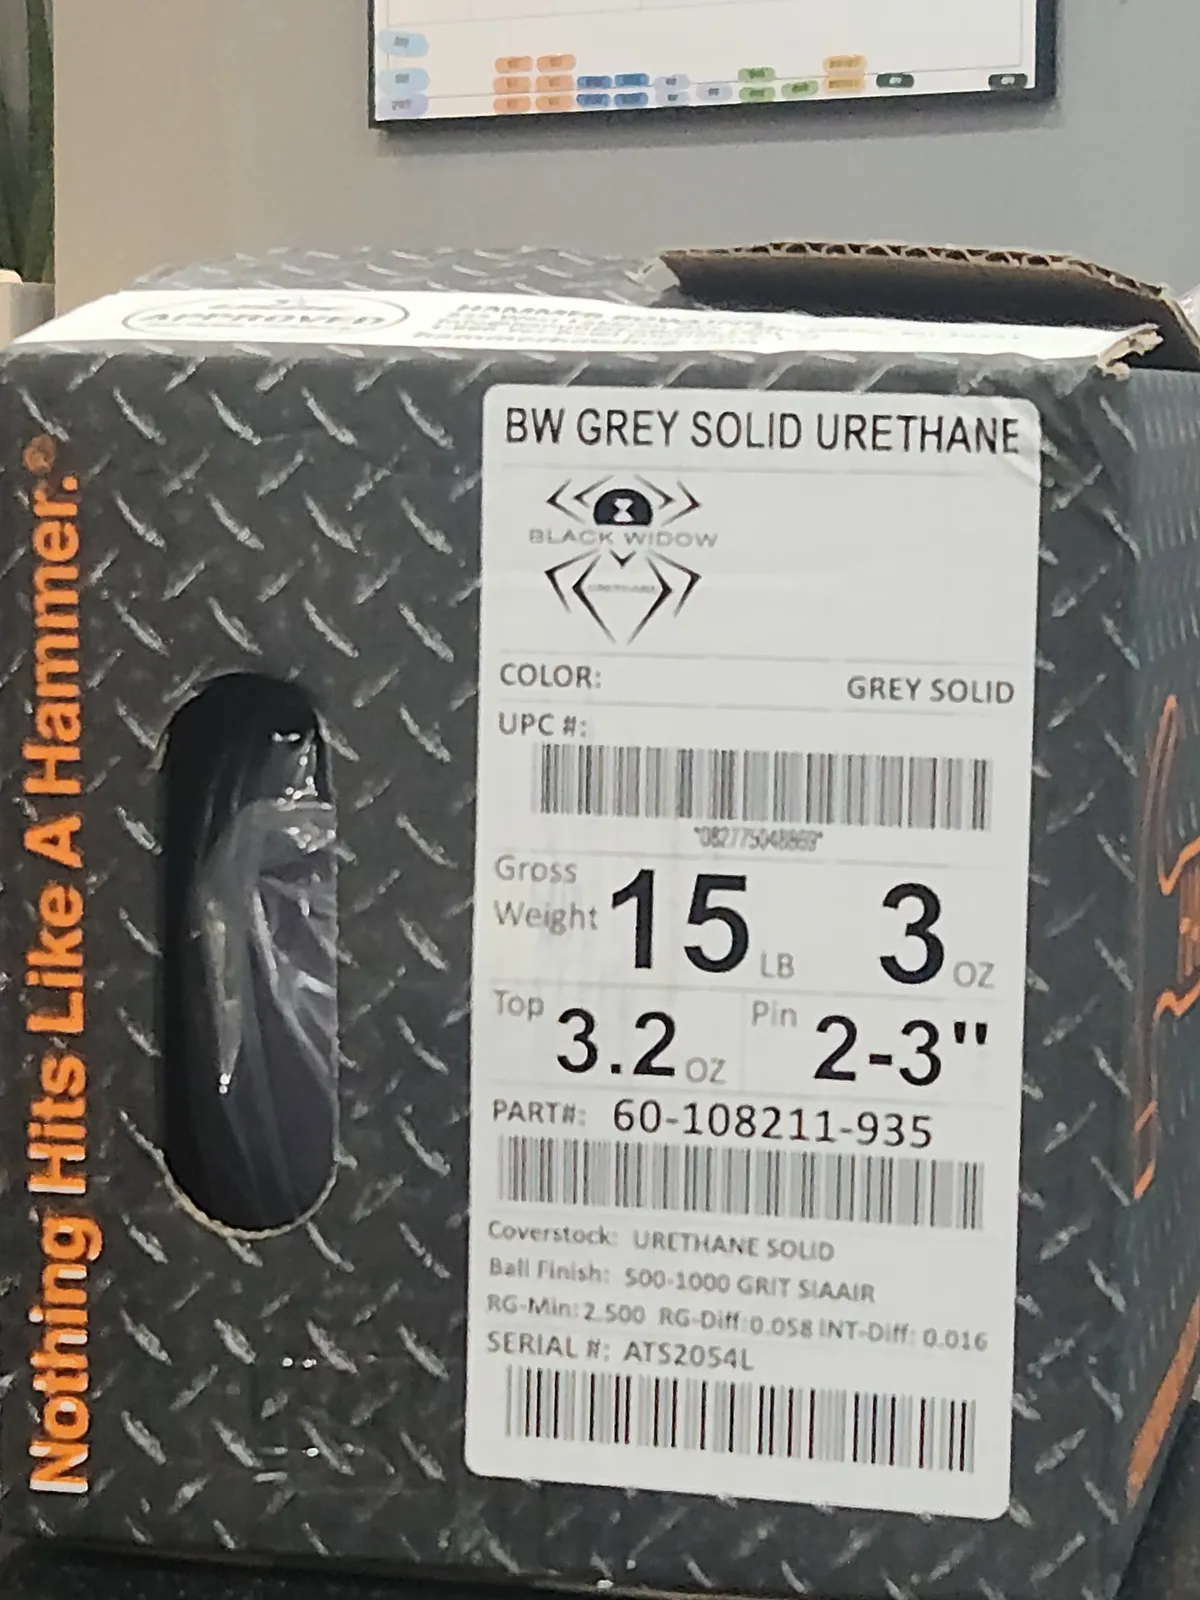 APPROVED
Nothing Hits Like A Hammer.®
BW GREY SOLID URETHANE
BLACK WIDOW
URETHANE
COLOR: GREY SOLID
UPC #:
Gross Weight 15 LB 3 OZ
Top 3.2 OZ Pin 2-3"
PART#: 60-108211-935
Coverstock: URETHANE SOLID
Ball Finish: 500-1000 GRIT SIAAIR
RG-Min: 2.500 RG-Diff: 0.058 INT-Diff: 0.016
SERIAL #: ATS2054L